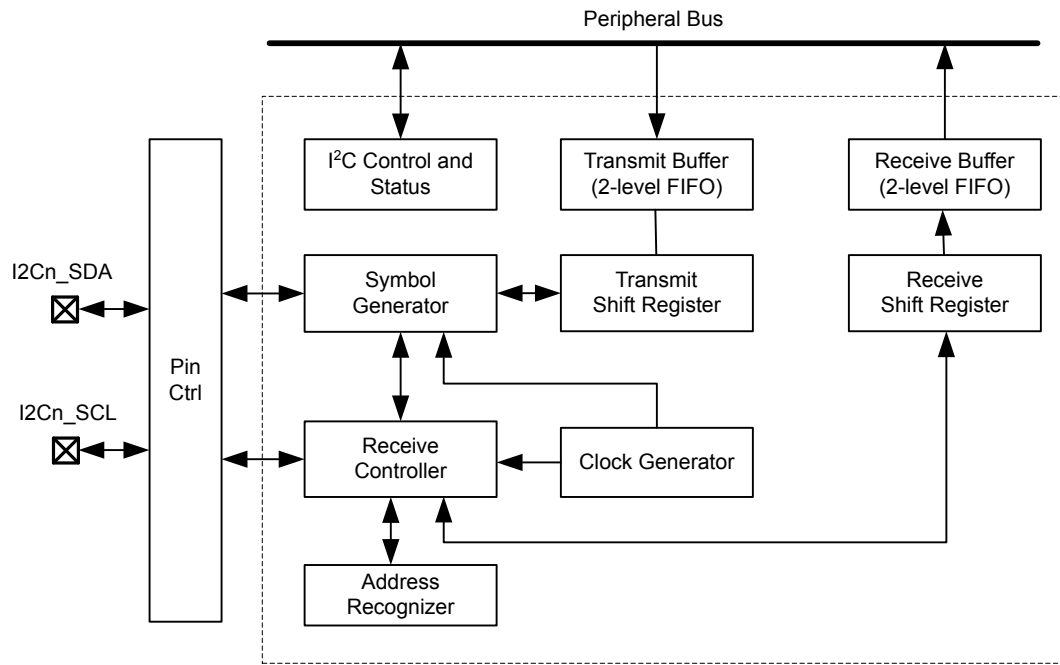 Peripheral Bus
I²C Control and
Status
Transmit Buffer
(2-level FIFO)
Receive Buffer
(2-level FIFO)
I2Cn_SDA
Symbol
Generator
Transmit
Shift Register
Receive
Shift Register
Pin
Ctrl
I2Cn_SCL
Receive
Controller
Clock Generator
Address
Recognizer